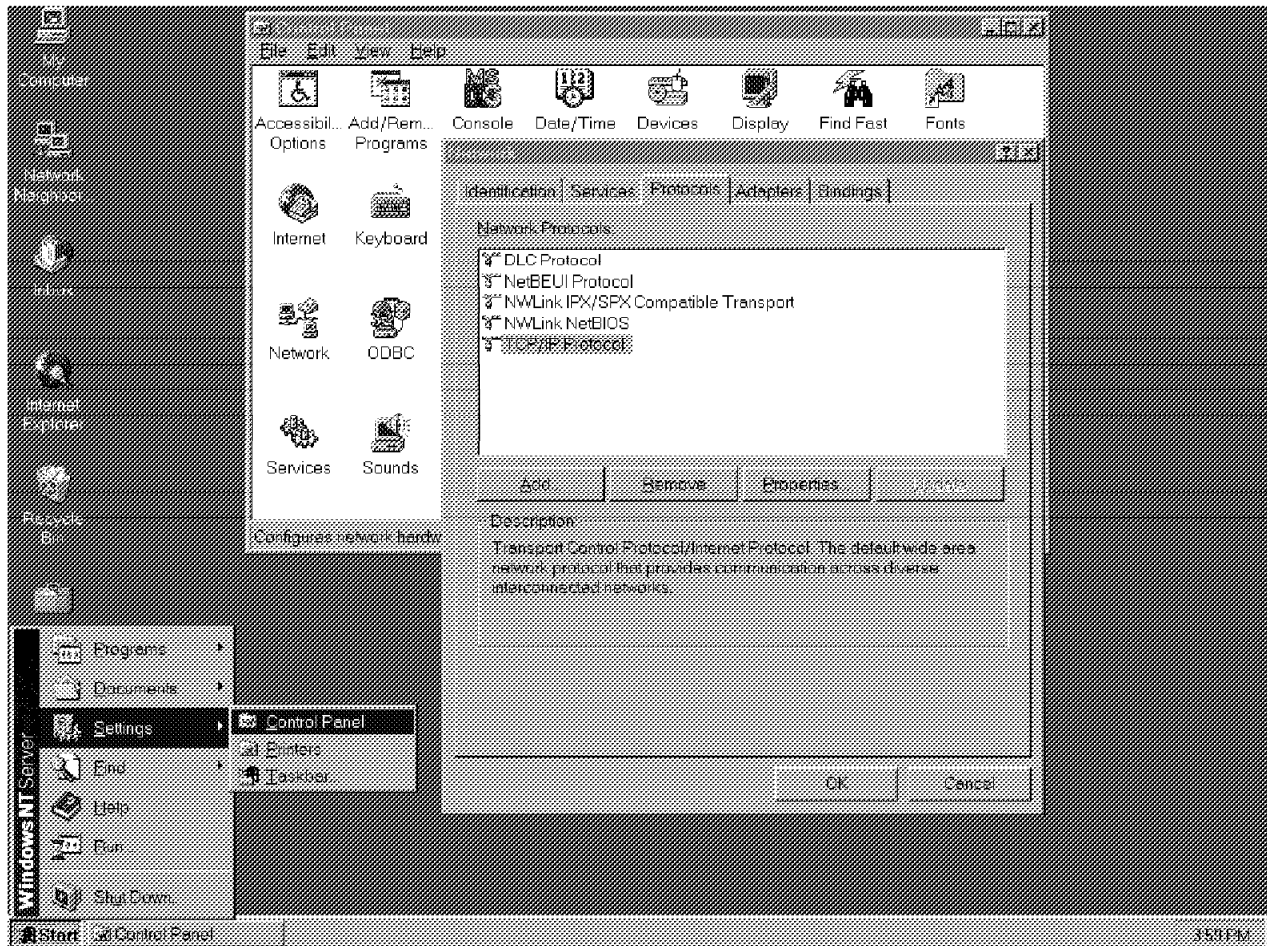 My
Computer
Network
Neighbor...
Inbox
Internet
Explorer
Recycle
Bin
Control Panel
File Edit View Help
Accessibil... Options
Add/Rem... Programs
Console
Date/Time
Devices
Display
Find Fast
Fonts
Internet
Keyboard
Network
ODBC
Services
Sounds
Configures network hardw
Network
Identification Services Protocols Adapters Bindings
Network Protocols:
DLC Protocol
NetBEUI Protocol
NWLink IPX/SPX Compatible Transport
NWLink NetBIOS
TCP/IP Protocol
Add... Remove Properties... Update
Description:
Transport Control Protocol/Internet Protocol. The default wide area
network protocol that provides communication across diverse
interconnected networks.
OK Cancel
Windows NT Server
Programs
Documents
Settings
Find
Help
Run...
Shut Down...
Control Panel
Printers
Taskbar...
Start Control Panel 3:59 PM